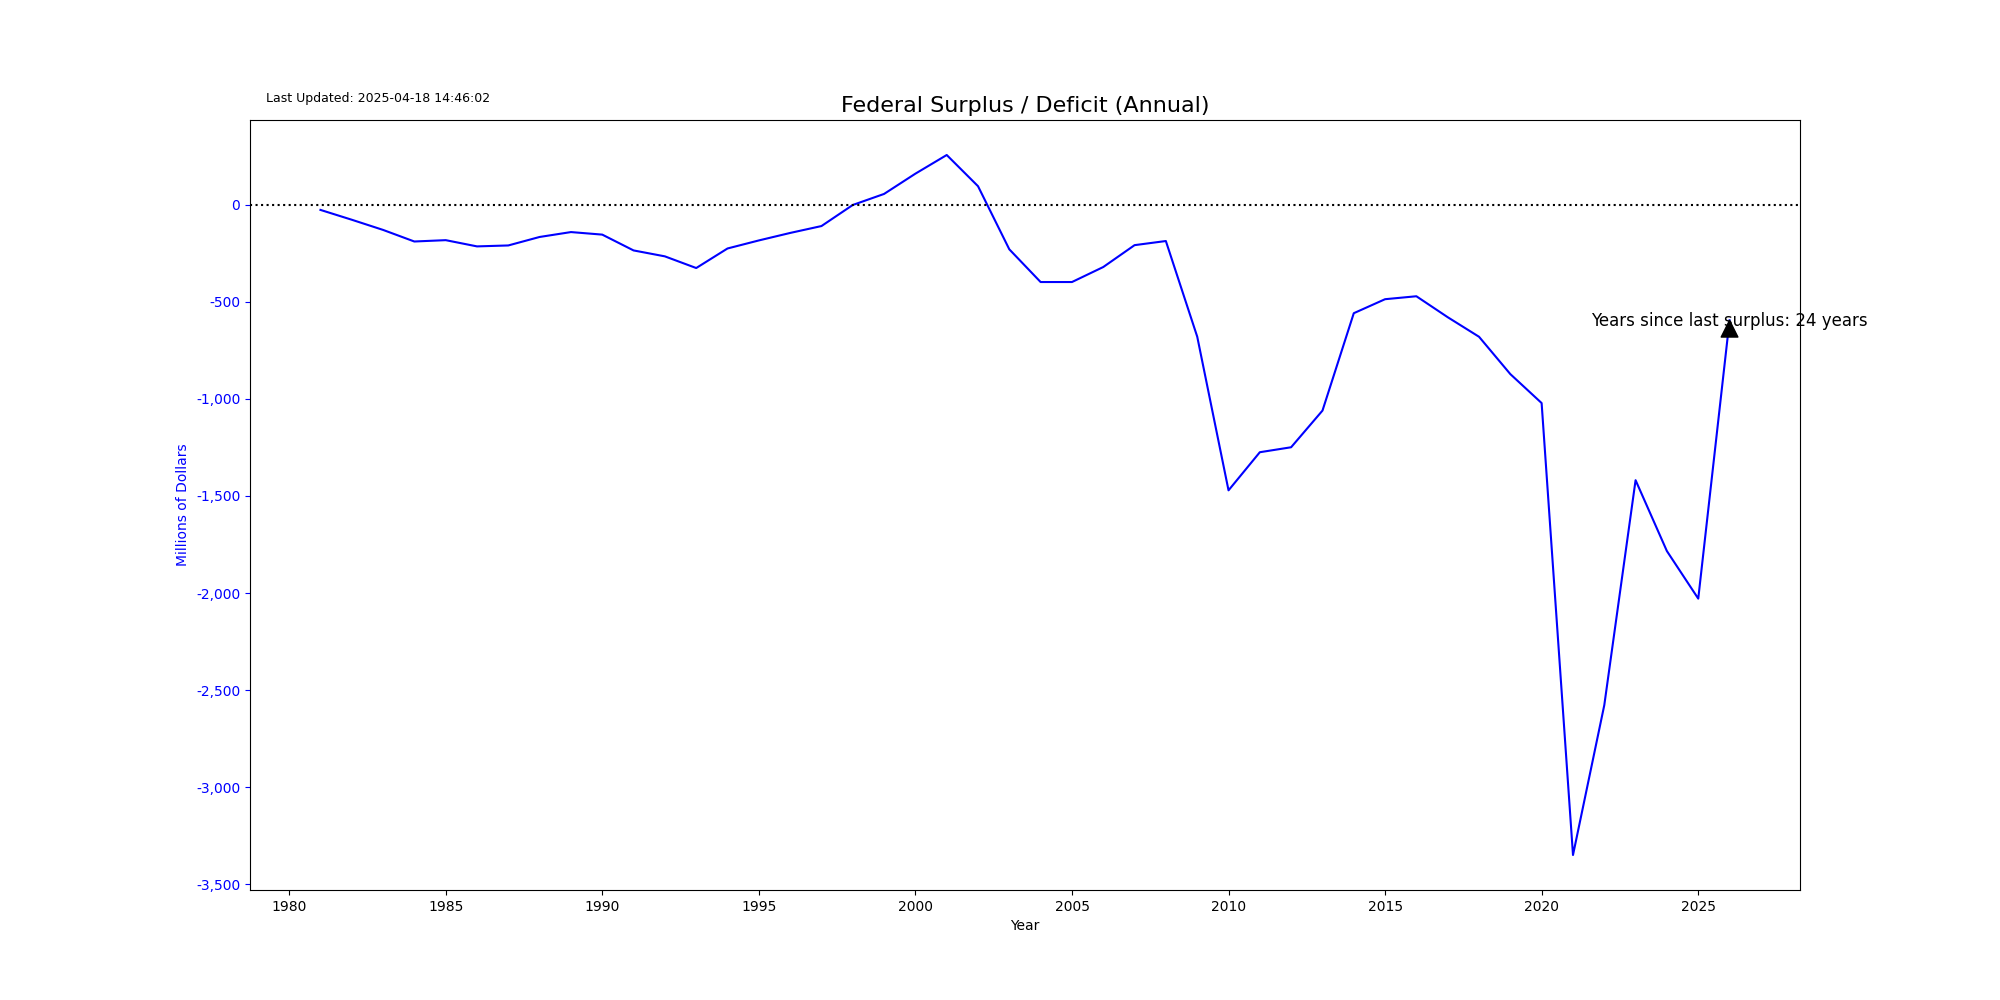 Last Updated: 2025-04-18 14:46:02
Federal Surplus / Deficit (Annual)
0
-500
Years since last surplus: 24 years
-1,000
-1,500
-2,000
-2,500
-3,000
-3,500
Millions of Dollars
1980 1985 1990 1995 2000 2005 2010 2015 2020 2025
Year